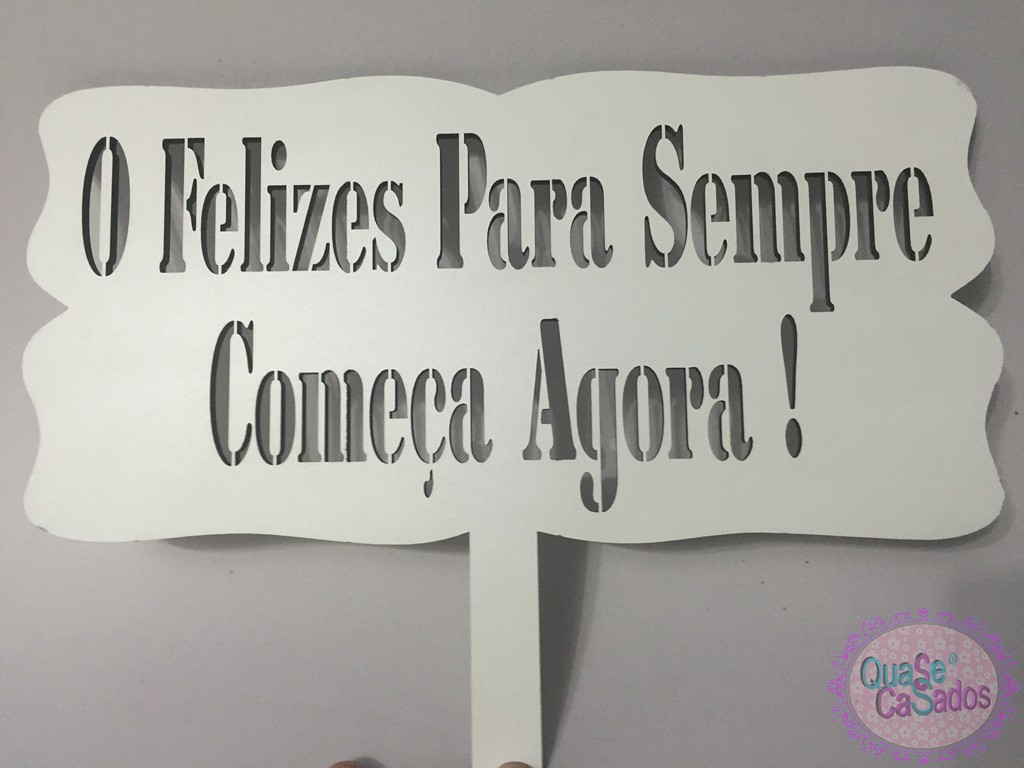 O Felizes Para Sempre
Começa Agora !
QuaSe
CaSados